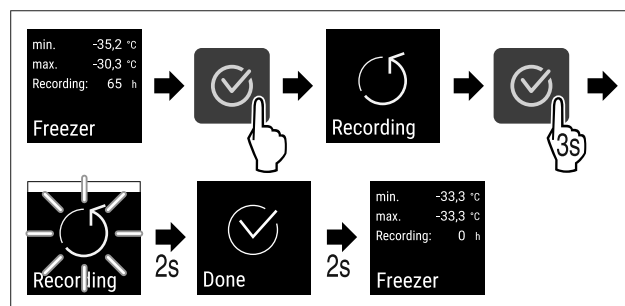 min. -35,2 °C
max. -30,3 °C
Recording: 65 h
Freezer
Recording
3s
Recording
2s
Done
2s
min. -33,3 °C
max. -33,3 °C
Recording: 0 h
Freezer